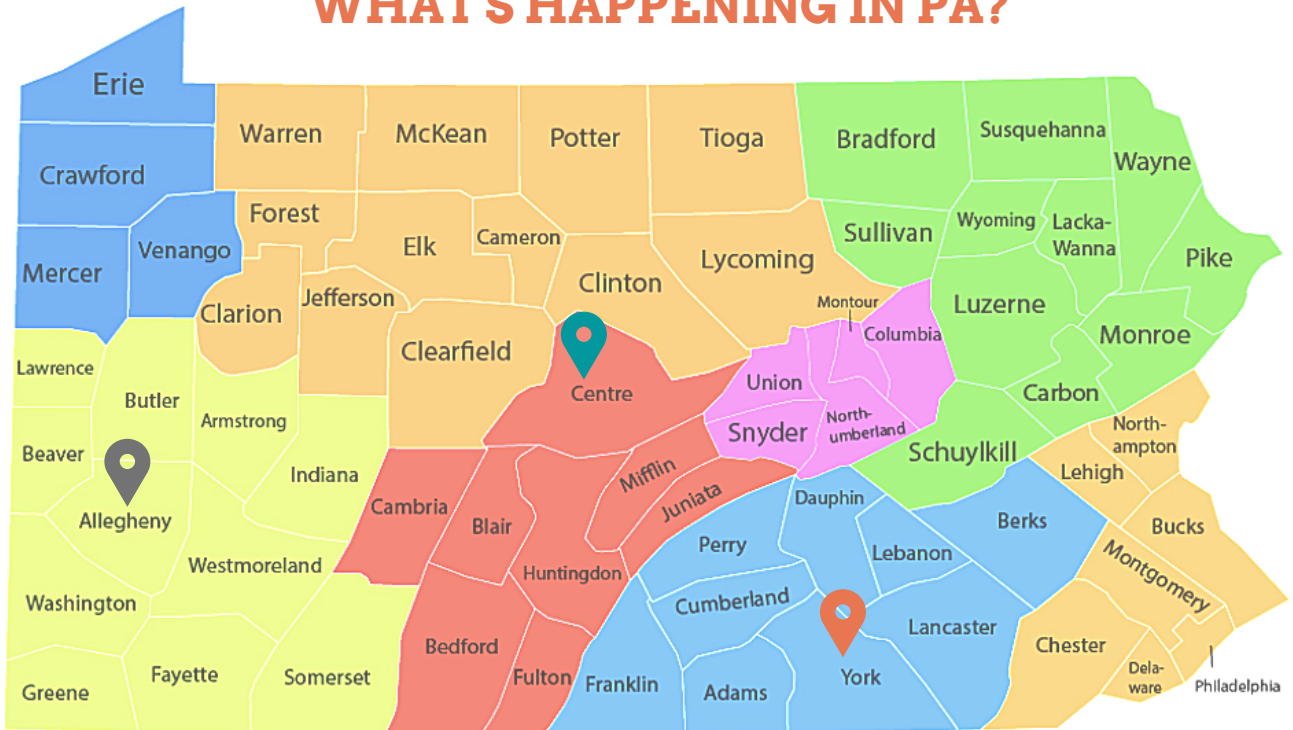 WHAT'S HAPPENING IN PA?
Erie
Warren
McKean
Potter
Tioga
Bradford
Susquehanna
Wayne
Crawford
Forest
Venango
Mercer
Elk
Cameron
Lycoming
Sullivan
Wyoming
Lacka-
Wanna
Pike
Clarion
Jefferson
Clinton
Montour
Columbia
Luzerne
Monroe
Lawrence
Butler
Armstrong
Clearfield
Centre
Union
Carbon
Beaver
Indiana
Snyder
North-
umberland
Schuylkill
North-
ampton
Lehigh
Allegheny
Cambria
Blair
Mifflin
Juniata
Dauphin
Berks
Bucks
Westmoreland
Huntingdon
Perry
Lebanon
Montgomery
Washington
Bedford
Cumberland
Lancaster
Chester
Greene
Fayette
Somerset
Fulton
Franklin
Adams
York
Dela-
ware
Philadelphia